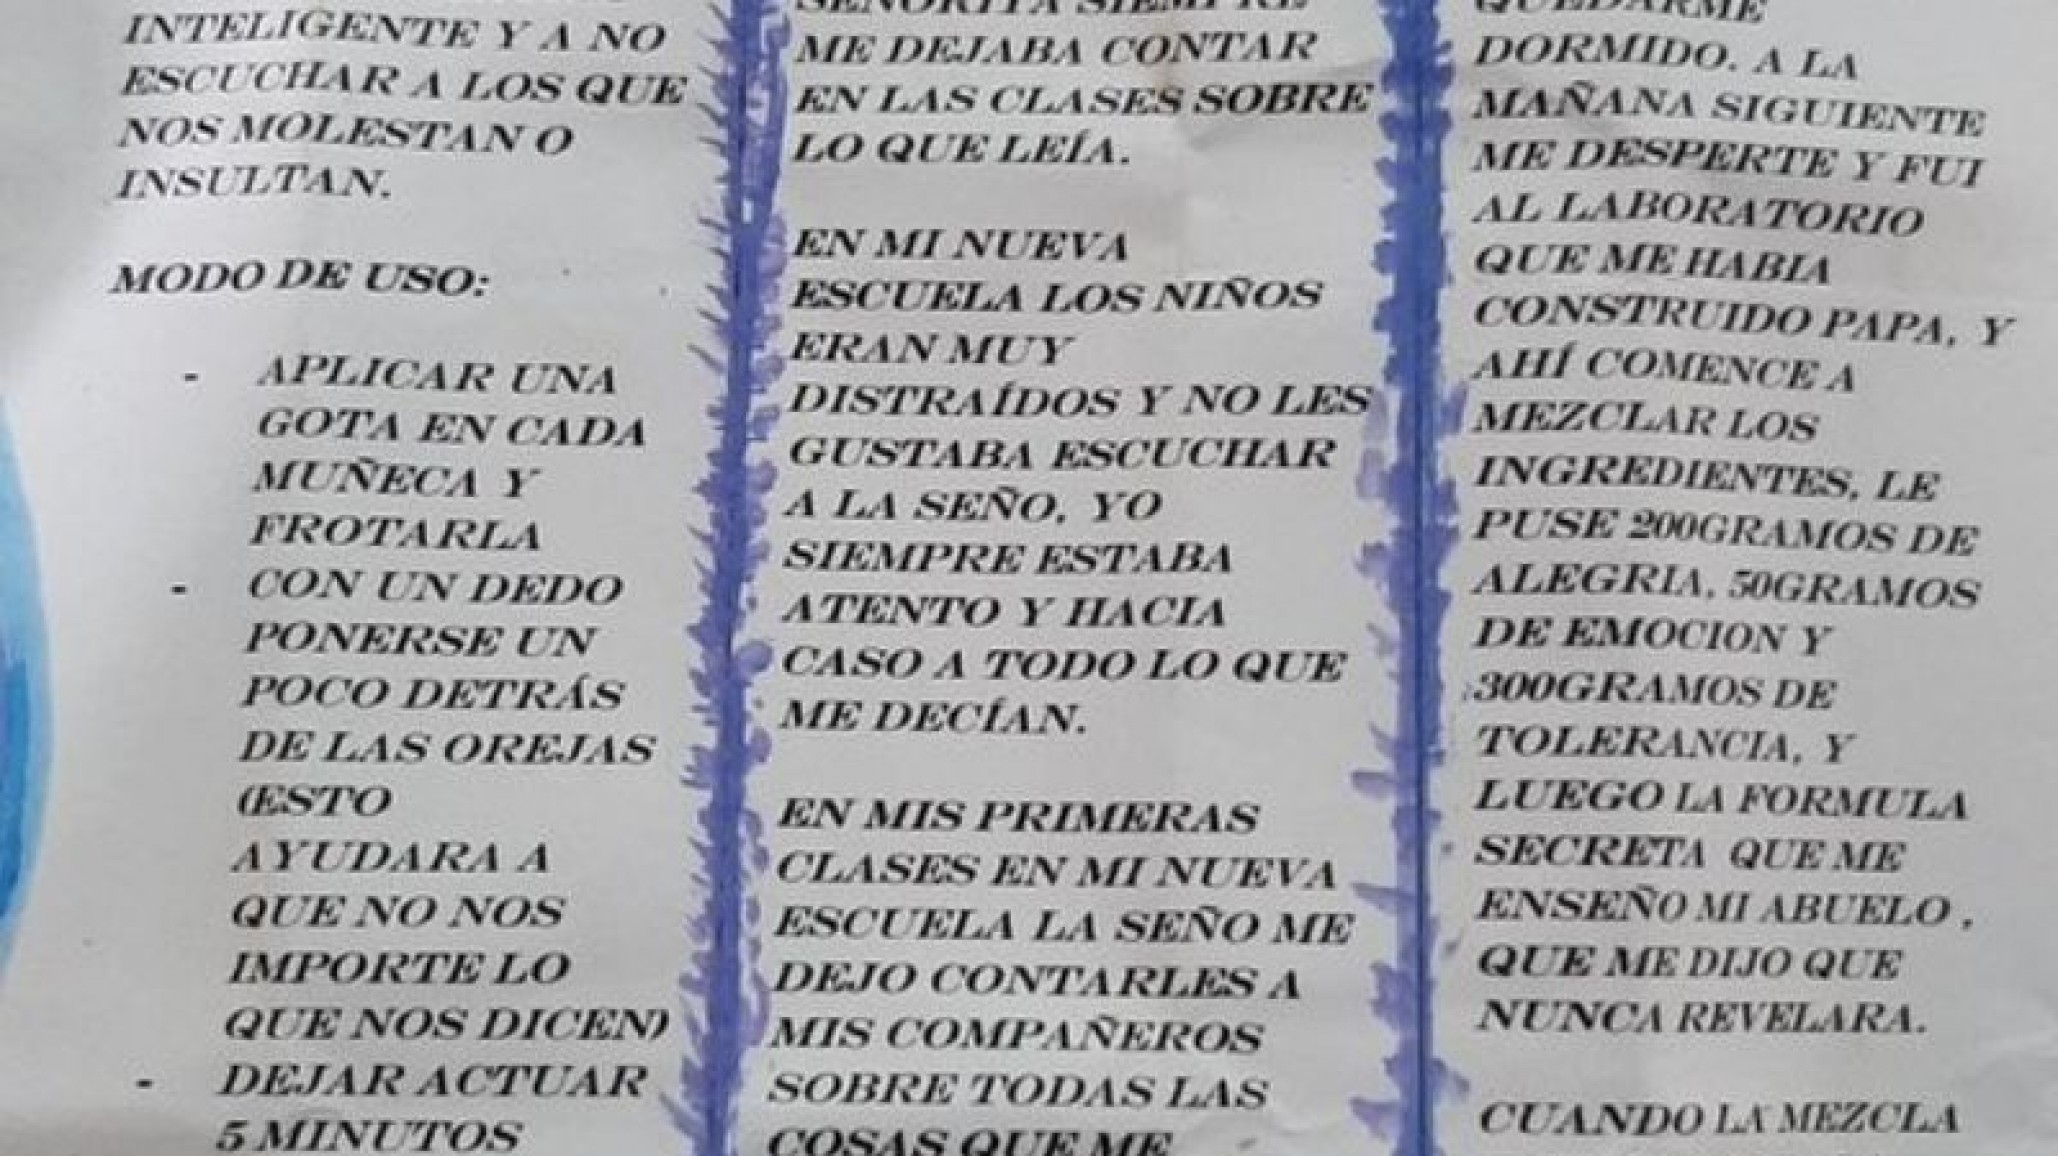 INTELIGENTE Y A NO
ESCUCHAR A LOS QUE
NOS MOLESTAN O
INSULTAN.
MODO DE USO:
- APLICAR UNA
GOTA EN CADA
MUÑECA Y
FROTARLA
- CON UN DEDO
PONERSE UN
POCO DETRÁS
DE LAS OREJAS
(ESTO
AYUDARA A
QUE NO NOS
IMPORTE LO
QUE NOS DICEN)
- DEJAR ACTUAR
5 MINUTOS
SEÑORITA SIEMPRE
ME DEJABA CONTAR
EN LAS CLASES SOBRE
LO QUE LEÍA.
EN MI NUEVA
ESCUELA LOS NIÑOS
ERAN MUY
DISTRAÍDOS Y NO LES
GUSTABA ESCUCHAR
A LA SEÑO, YO
SIEMPRE ESTABA
ATENTO Y HACIA
CASO A TODO LO QUE
ME DECÍAN.
EN MIS PRIMERAS
CLASES EN MI NUEVA
ESCUELA LA SEÑO ME
DEJO CONTARLES A
MIS COMPAÑEROS
SOBRE TODAS LAS
COSAS QUE ME
QUEDARME
DORMIDO. A LA
MAÑANA SIGUIENTE
ME DESPERTE Y FUI
AL LABORATORIO
QUE ME HABIA
CONSTRUIDO PAPA, Y
AHÍ COMENCE A
MEZCLAR LOS
INGREDIENTES, LE
PUSE 200GRAMOS DE
ALEGRIA, 50GRAMOS
DE EMOCION Y
300GRAMOS DE
TOLERANCIA, Y
LUEGO LA FORMULA
SECRETA QUE ME
ENSEÑO MI ABUELO ,
QUE ME DIJO QUE
NUNCA REVELARA.
CUANDO LA MEZCLA